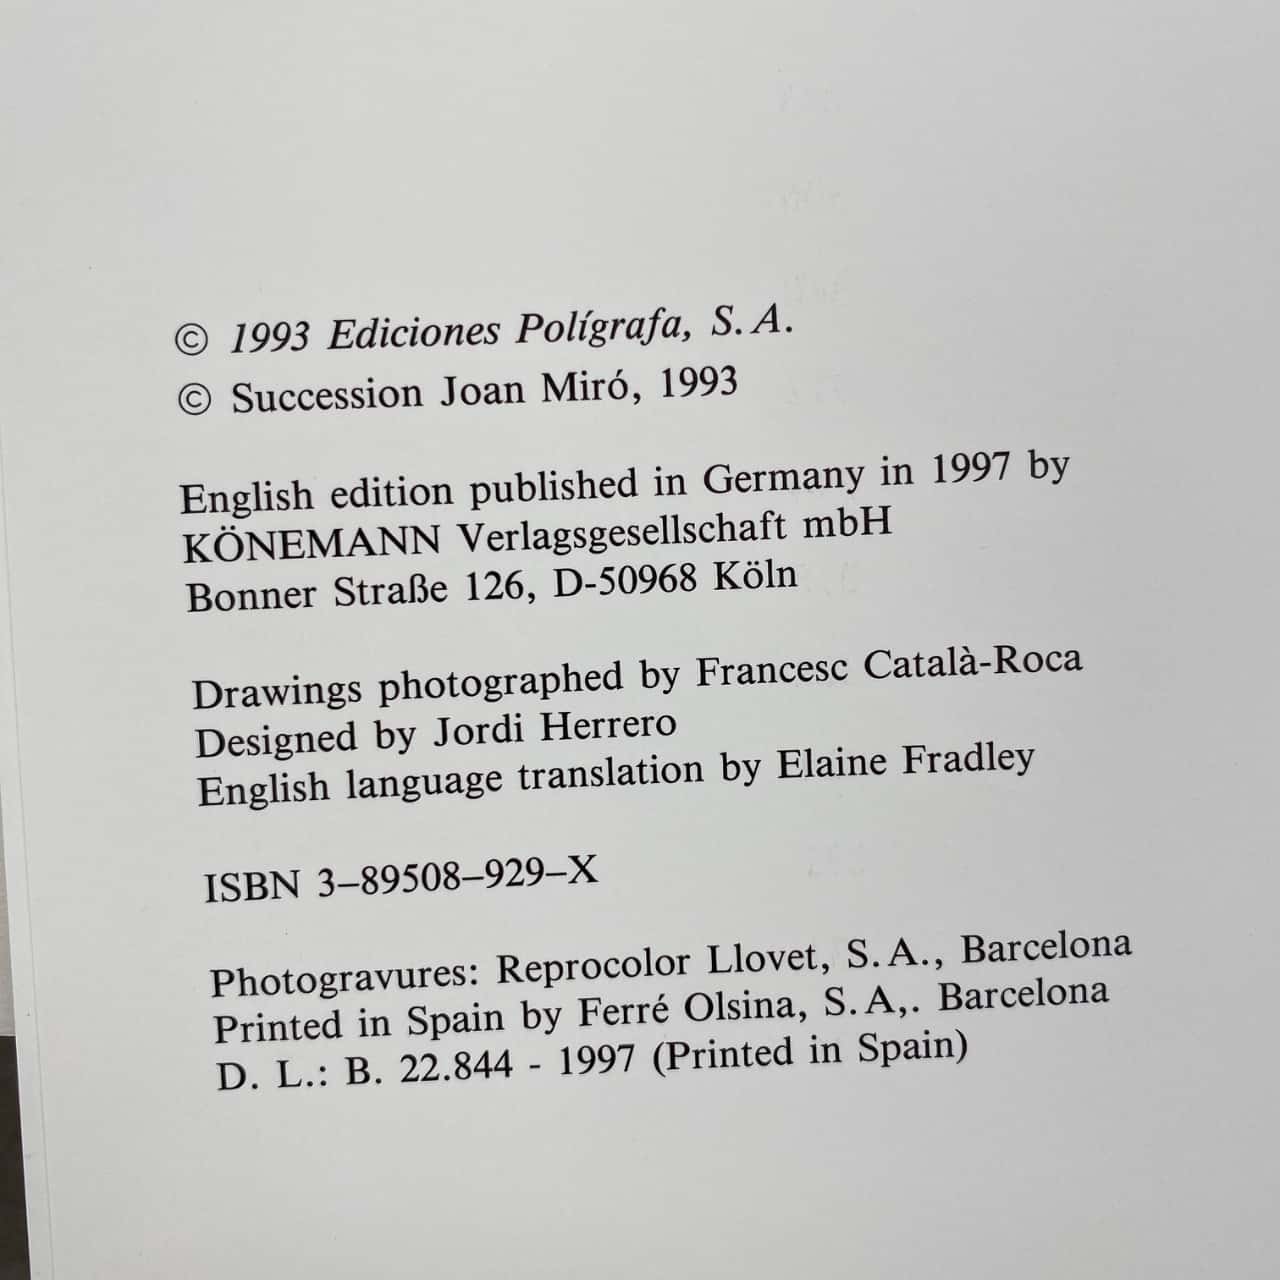 © 1993 Ediciones Polígrafa, S. A.
© Succession Joan Miró, 1993
English edition published in Germany in 1997 by
KÖNEMANN Verlagsgesellschaft mbH
Bonner Straße 126, D-50968 Köln
Drawings photographed by Francesc Català-Roca
Designed by Jordi Herrero
English language translation by Elaine Fradley
ISBN 3–89508–929–X
Photogravures: Reprocolor Llovet, S. A., Barcelona
Printed in Spain by Ferré Olsina, S. A,. Barcelona
D. L.: B. 22.844 - 1997 (Printed in Spain)